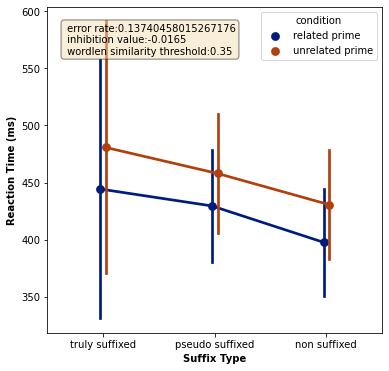 600
550
500
450
400
350
Reaction Time (ms)
error rate:0.13740458015267176
inhibition value:-0.0165
wordlen similarity threshold:0.35
condition
related prime
unrelated prime
truly suffixed
pseudo suffixed
non suffixed
Suffix Type